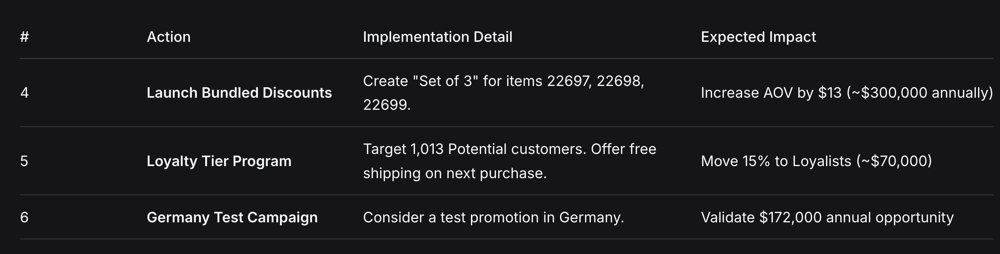 # Action Implementation Detail Expected Impact
4 Launch Bundled Discounts Create "Set of 3" for items 22697, 22698,
22699. Increase AOV by $13 (~$300,000 annually)
5 Loyalty Tier Program Target 1,013 Potential customers. Offer free
shipping on next purchase. Move 15% to Loyalists (~$70,000)
6 Germany Test Campaign Consider a test promotion in Germany. Validate $172,000 annual opportunity